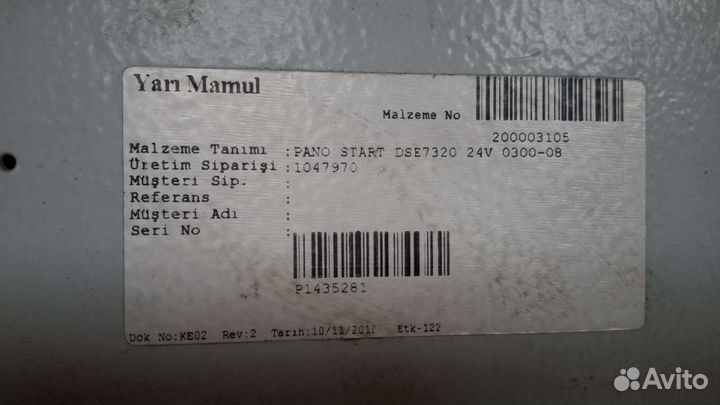 Yarı Mamul
Malzeme No
200003105
Malzeme Tanımı :PANO START DSE7320 24V 0300-08
Üretim Siparişi :1047970
Müşteri Sip. :
Referans :
Müşteri Adı :
Seri No :
P1435281
Dok No:KE02 Rev:2 Tarih:10/11/2010 Etk-122
Avito